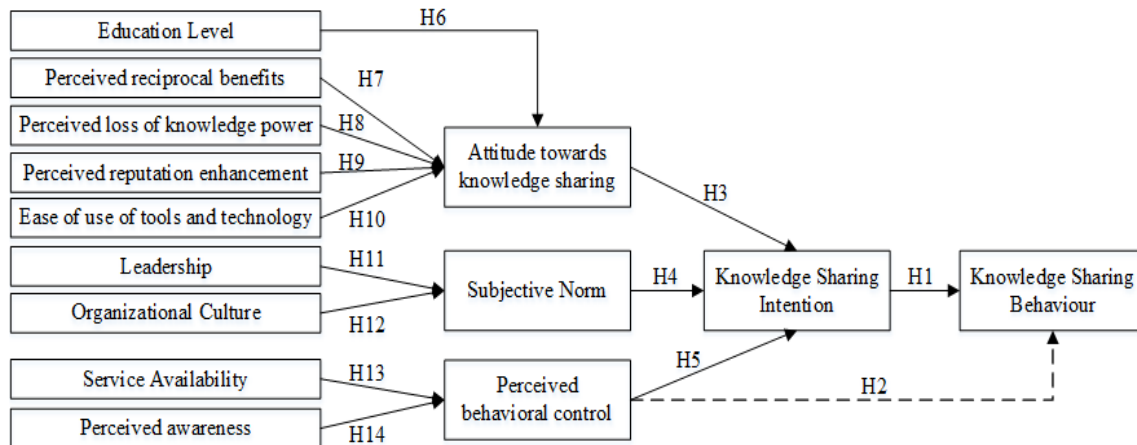 Education Level
H6
Perceived reciprocal benefits
H7
Perceived loss of knowledge power
H8
Perceived reputation enhancement
H9
Ease of use of tools and technology
H10
Attitude towards
knowledge sharing
H3
Leadership
H11
Organizational Culture
H12
Subjective Norm
H4
Knowledge Sharing
Intention
H1
Knowledge Sharing
Behaviour
Service Availability
H13
Perceived awareness
H14
Perceived
behavioral control
H5
H2